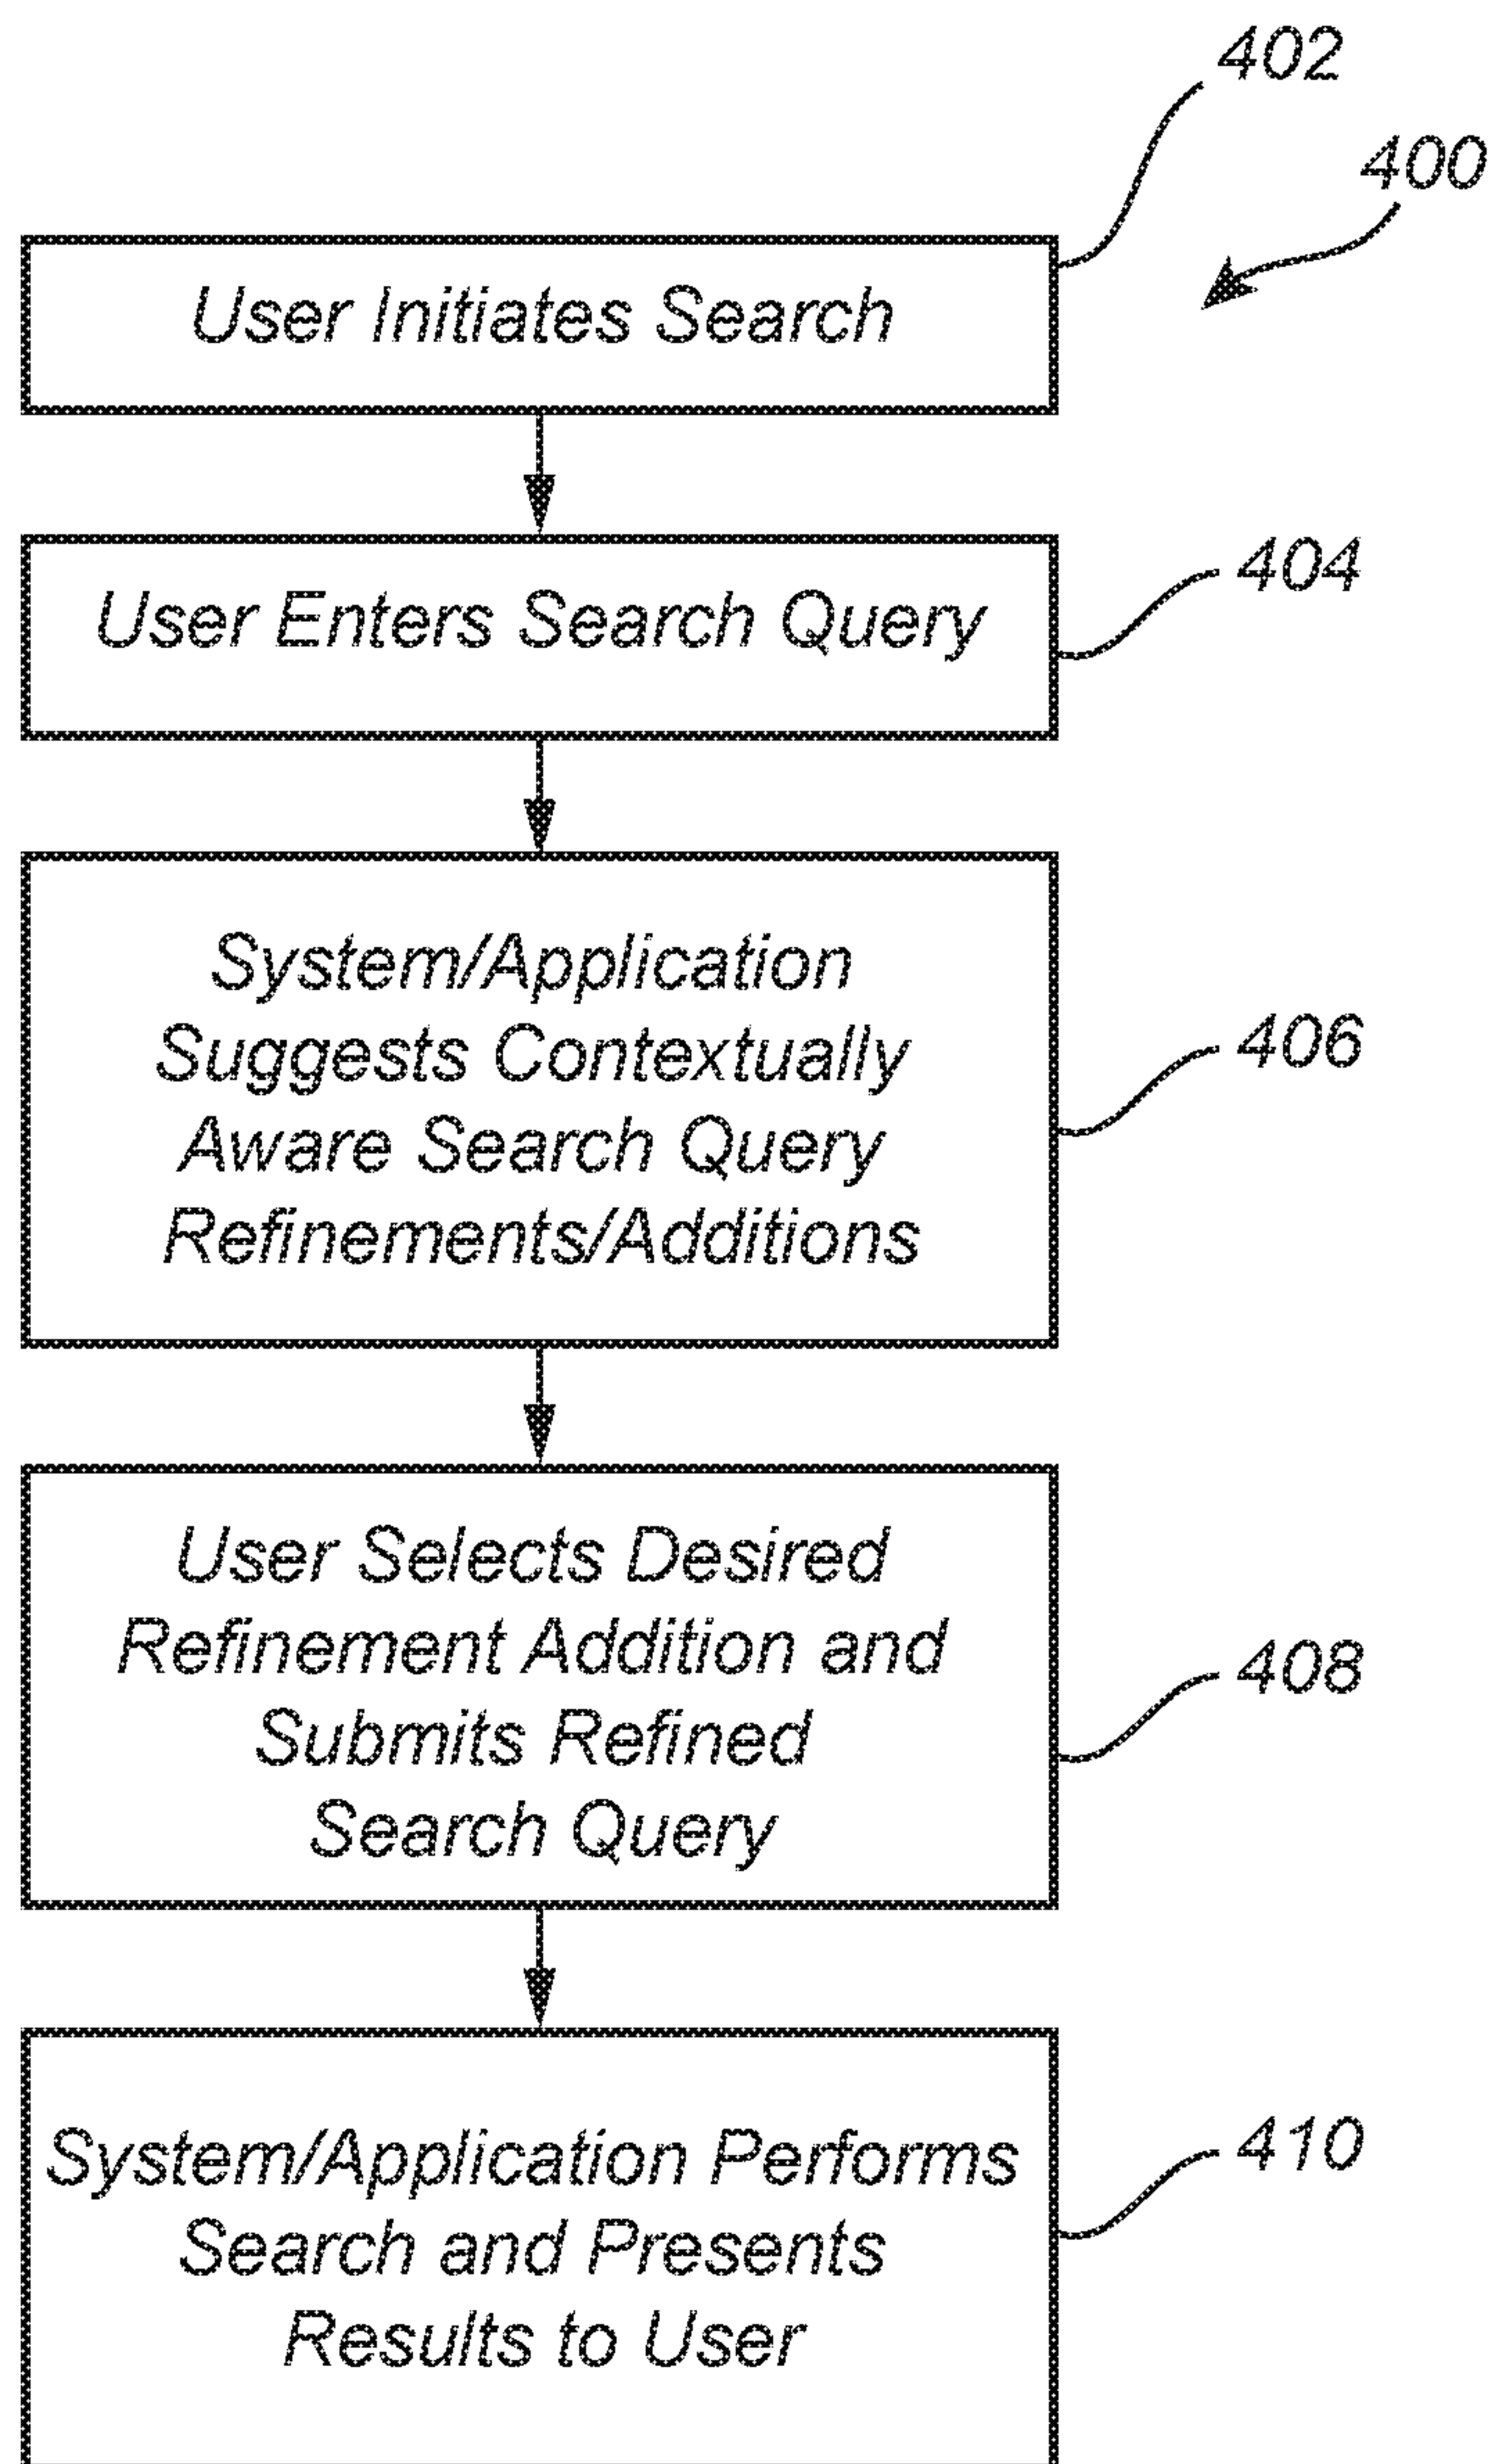 402
400
User Initiates Search
User Enters Search Query
404
System/Application
Suggests Contextually
Aware Search Query
Refinements/Additions
406
User Selects Desired
Refinement Addition and
Submits Refined
Search Query
408
System/Application Performs
Search and Presents
Results to User
410